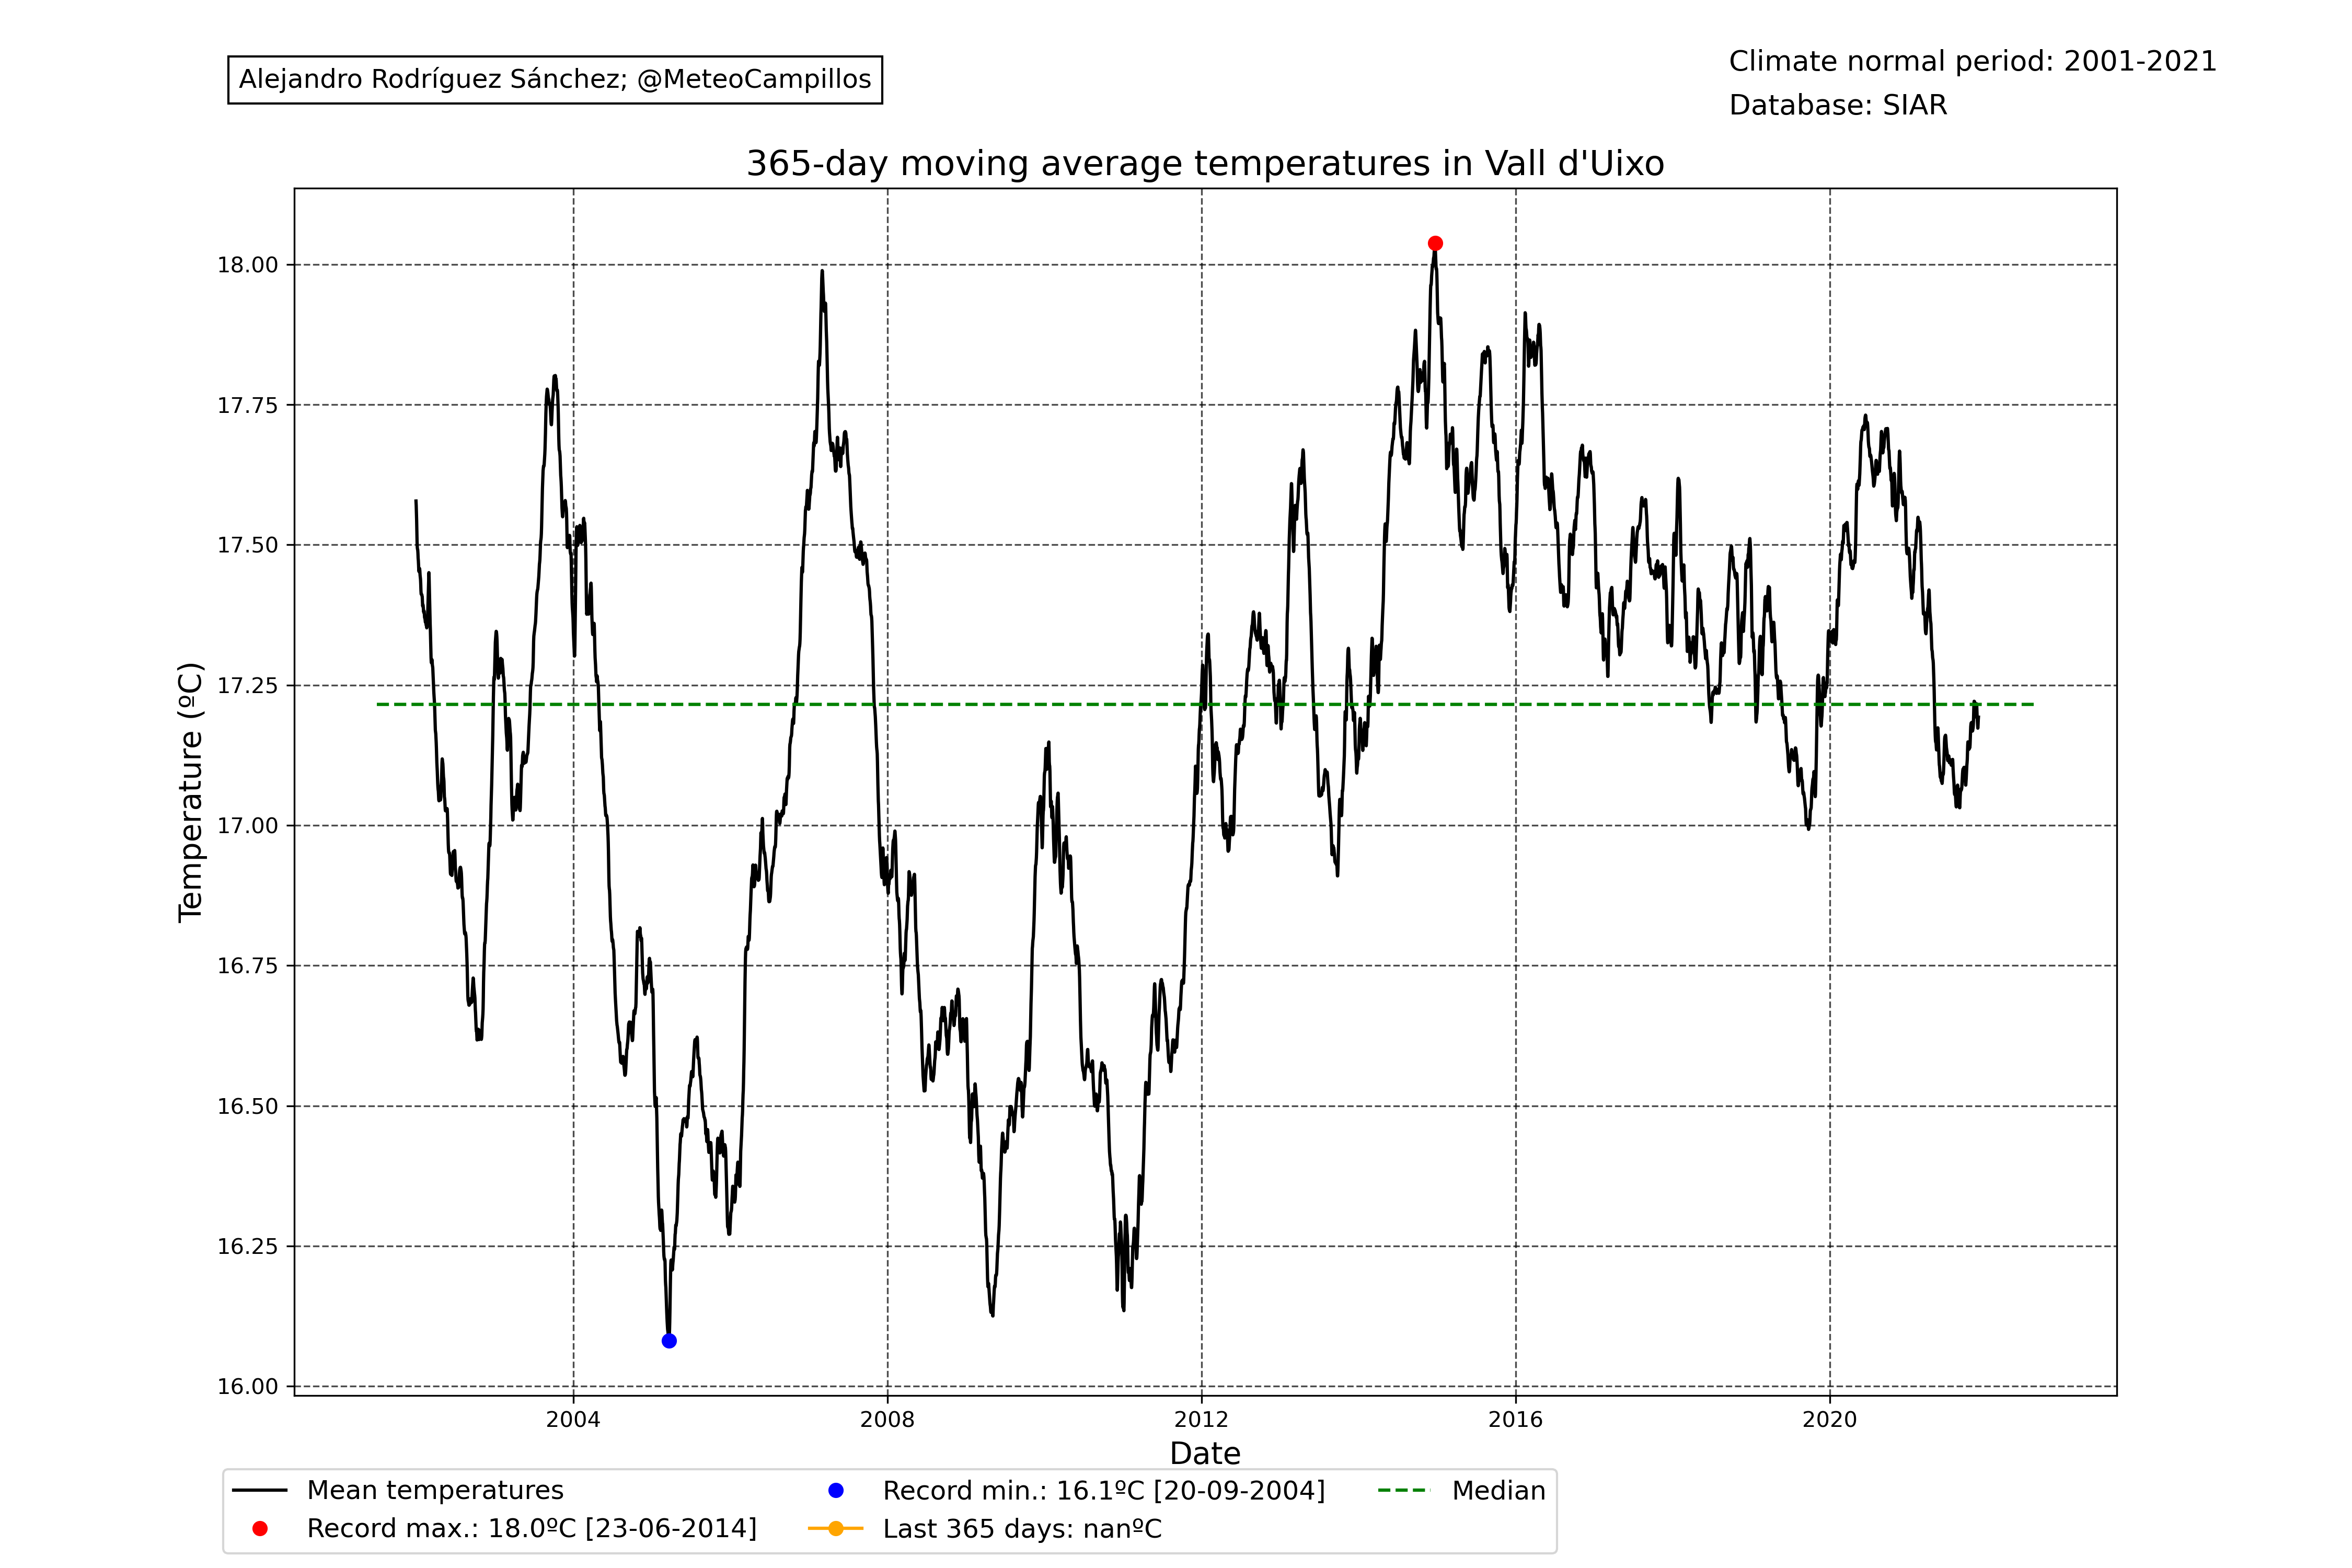 Alejandro Rodríguez Sánchez; @MeteoCampillos
Climate normal period: 2001-2021
Database: SIAR
365-day moving average temperatures in Vall d'Uixo
Temperature (ºC)
18.00
17.75
17.50
17.25
17.00
16.75
16.50
16.25
16.00
2004 2008 2012 2016 2020
Date
Mean temperatures
Record max.: 18.0ºC [23-06-2014]
Record min.: 16.1ºC [20-09-2004]
Last 365 days: nanºC
Median